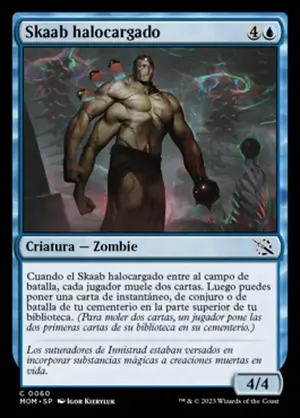 Skaab halocargado 4
Criatura — Zombie
Cuando el Skaab halocargado entre al campo de
batalla, cada jugador muele dos cartas. Luego puedes
poner una carta de instantáneo, de conjuro o de
batalla de tu cementerio en la parte superior de tu
biblioteca. (Para moler dos cartas, un jugador pone las
dos primeras cartas de su biblioteca en su cementerio.)
Los suturadores de Innistrad estaban versados en
incorporar substancias mágicas a creaciones muertas en
vida.
4/4
C 0060
MOM • SP Igor Kieryluk
™ & © 2023 Wizards of the Coast